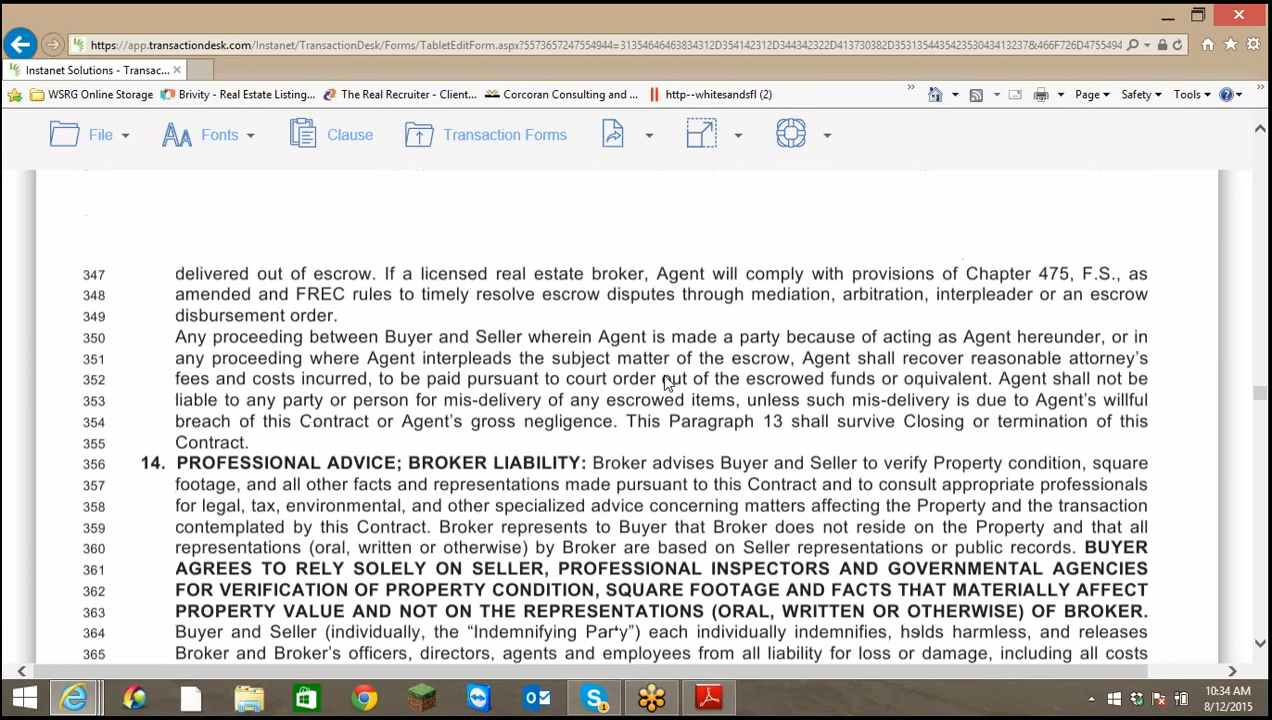 https://app.transactiondesk.com/Instanet/TransactionDesk/Forms/TabletEditForm.aspx?
Instanet Solutions - Transac...
WSRG Online Storage Brivity - Real Estate Listing... The Real Recruiter - Client... Corcoran Consulting and ... http--whitesandsfl (2) Page Safety Tools
File Fonts Clause Transaction Forms
347 delivered out of escrow. If a licensed real estate broker, Agent will comply with provisions of Chapter 475, F.S., as
348 amended and FREC rules to timely resolve escrow disputes through mediation, arbitration, interpleader or an escrow
349 disbursement order.
350 Any proceeding between Buyer and Seller wherein Agent is made a party because of acting as Agent hereunder, or in
351 any proceeding where Agent interpleads the subject matter of the escrow, Agent shall recover reasonable attorney's
352 fees and costs incurred, to be paid pursuant to court order out of the escrowed funds or oquivalent. Agent shall not be
353 liable to any party or person for mis-delivery of any escrowed items, unless such mis-delivery is due to Agent's willful
354 breach of this Contract or Agent's gross negligence. This Paragraph 13 shall survive Closing or termination of this
355 Contract.
356 14. PROFESSIONAL ADVICE; BROKER LIABILITY: Broker advises Buyer and Seller to verify Property condition, square
357 footage, and all other facts and representations made pursuant to this Contract and to consult appropriate professionals
358 for legal, tax, environmental, and other specialized advice concerning matters affecting the Property and the transaction
359 contemplated by this Contract. Broker represents to Buyer that Broker does not reside on the Property and that all
360 representations (oral, written or otherwise) by Broker are based on Seller representations or public records. BUYER
361 AGREES TO RELY SOLELY ON SELLER, PROFESSIONAL INSPECTORS AND GOVERNMENTAL AGENCIES
362 FOR VERIFICATION OF PROPERTY CONDITION, SQUARE FOOTAGE AND FACTS THAT MATERIALLY AFFECT
363 PROPERTY VALUE AND NOT ON THE REPRESENTATIONS (ORAL, WRITTEN OR OTHERWISE) OF BROKER.
364 Buyer and Seller (individually, the "Indemnifying Party") each individually indemnifies, holds harmless, and releases
365 Broker and Broker's officers, directors, agents and employees from all liability for loss or damage, including all costs
10:34 AM
8/12/2015